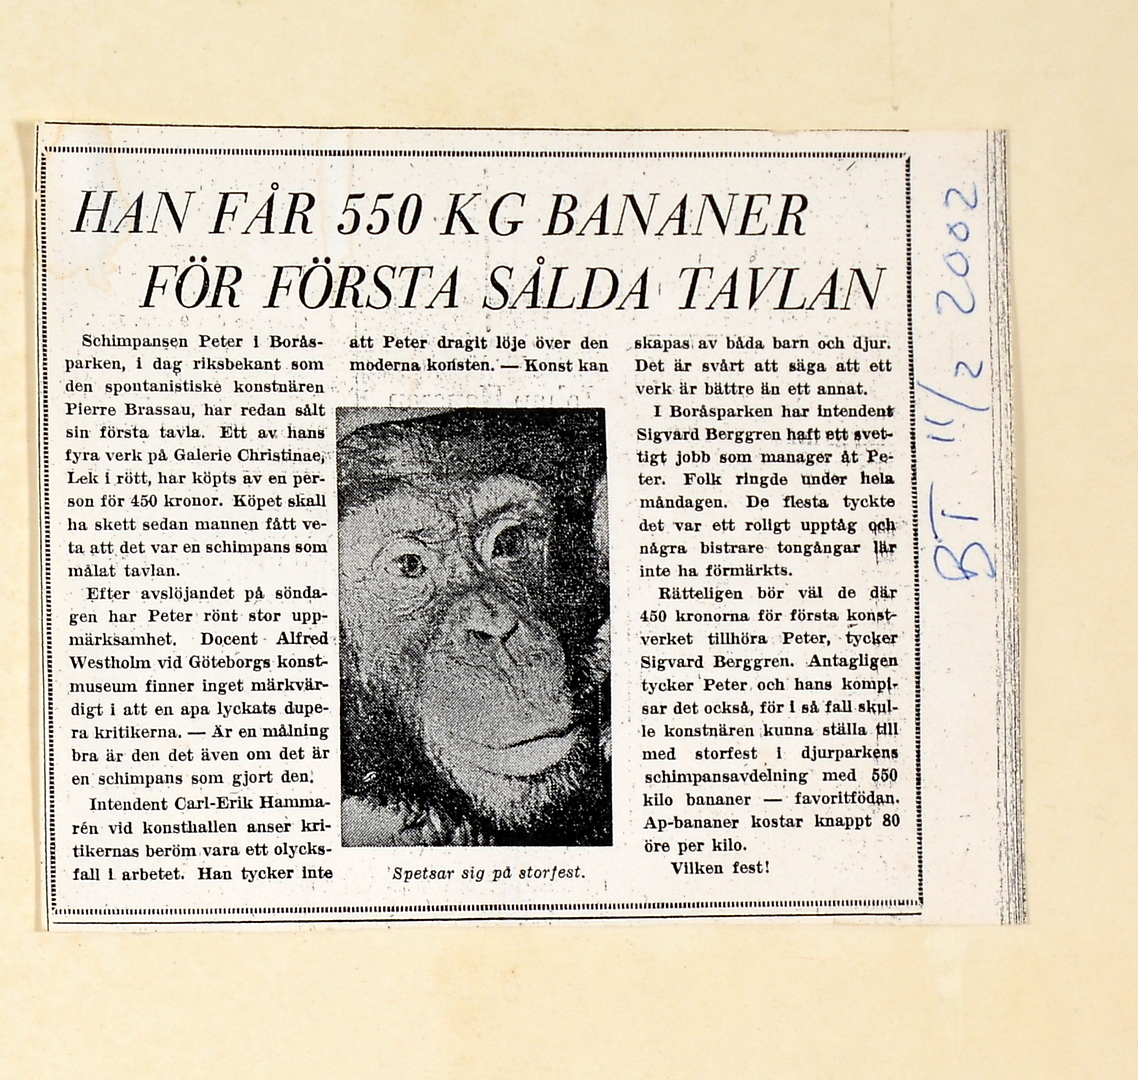 HAN FÅR 550 KG BANANER
FÖR FÖRSTA SÅLDA TAVLAN
Schimpansen Peter i Borås-
parken, i dag riksbekant som
den spontanistiske konstnären
Pierre Brassau, har redan sålt
sin första tavla. Ett av hans
fyra verk på Galerie Christinae,
Lek i rött, har köpts av en per-
son för 450 kronor. Köpet skall
ha skett sedan mannen fått ve-
ta att det var en schimpans som
målat tavlan.
Efter avslöjandet på sönda-
gen har Peter rönt stor upp-
märksamhet. Docent Alfred
Westholm vid Göteborgs konst-
museum finner inget märkvär-
digt i att en apa lyckats dupe-
ra kritikerna. — Är en målning
bra är den det även om det är
en schimpans som gjort den.
Intendent Carl-Erik Hamma-
rén vid konsthallen anser kri-
tikernas beröm vara ett olycks-
fall i arbetet. Han tycker inte
att Peter dragit löje över den
moderna konsten. — Konst kan
Spetsar sig på storfest.
skapas av båda barn och djur.
Det är svårt att säga att ett
verk är bättre än ett annat.
I Boråsparken har intendent
Sigvard Berggren haft ett svet-
tigt jobb som manager åt Pe-
ter. Folk ringde under hela
måndagen. De flesta tyckte
det var ett roligt upptåg och
några bistrare tongångar lär
inte ha förmärkts.
Rätteligen bör väl de där
450 kronorna för första konst-
verket tillhöra Peter, tycker
Sigvard Berggren. Antagligen
tycker Peter och hans kompi-
sar det också, för i så fall skul-
le konstnären kunna ställa till
med storfest i djurparkens
schimpansavdelning med 550
kilo bananer — favoritfödan.
Ap-bananer kostar knappt 80
öre per kilo.
Vilken fest!
BT 11/2 2002